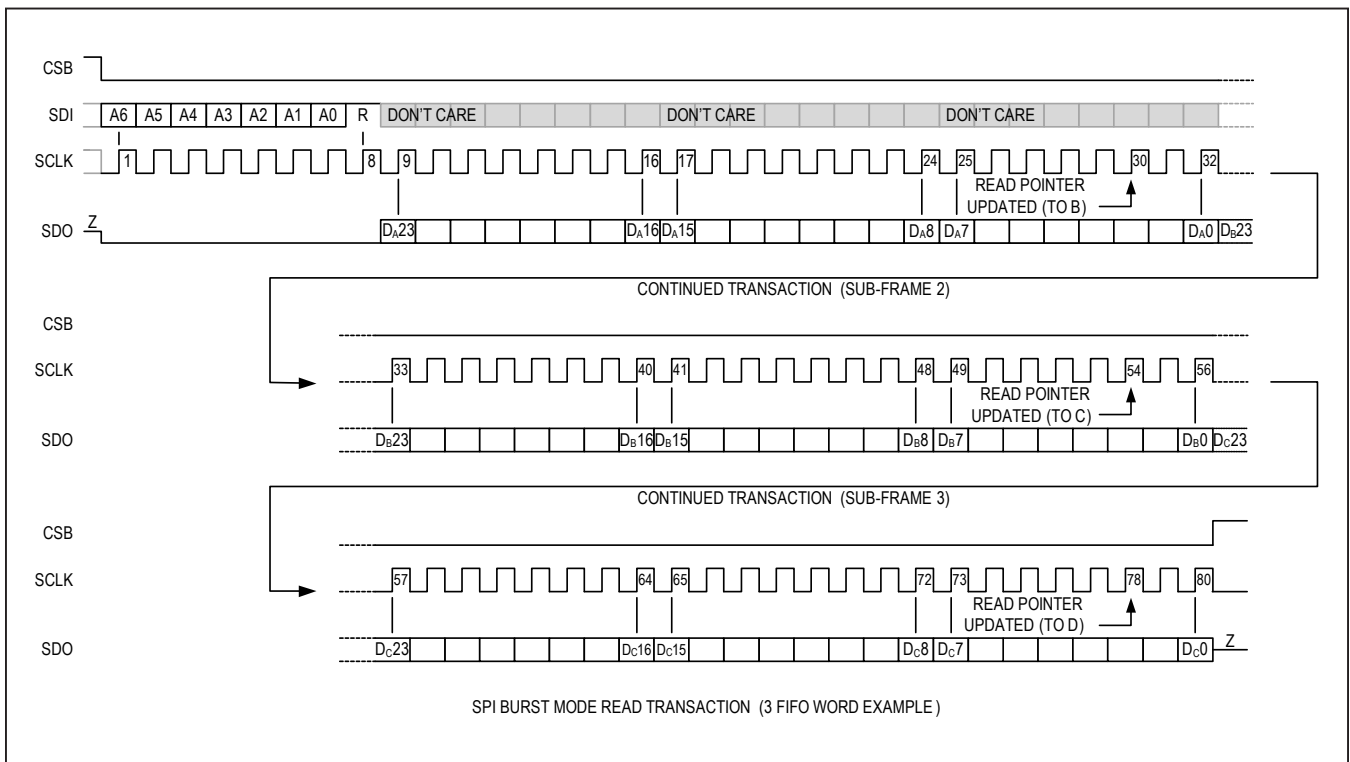 CSB
SDI A6 A5 A4 A3 A2 A1 A0 R DON'T CARE DON'T CARE DON'T CARE
SCLK 1 8 9 16 17 24 25 30 32
READ POINTER
UPDATED (TO B)
SDO Z DA23 DA16 DA15 DA8 DA7 DA0 DB23
CONTINUED TRANSACTION (SUB-FRAME 2)
CSB
SCLK 33 40 41 48 49 54 56
READ POINTER
UPDATED (TO C)
SDO DB23 DB16 DB15 DB8 DB7 DB0 DC23
CONTINUED TRANSACTION (SUB-FRAME 3)
CSB
SCLK 57 64 65 72 73 78 80
READ POINTER
UPDATED (TO D)
SDO DC23 DC16 DC15 DC8 DC7 DC0 Z
SPI BURST MODE READ TRANSACTION (3 FIFO WORD EXAMPLE)